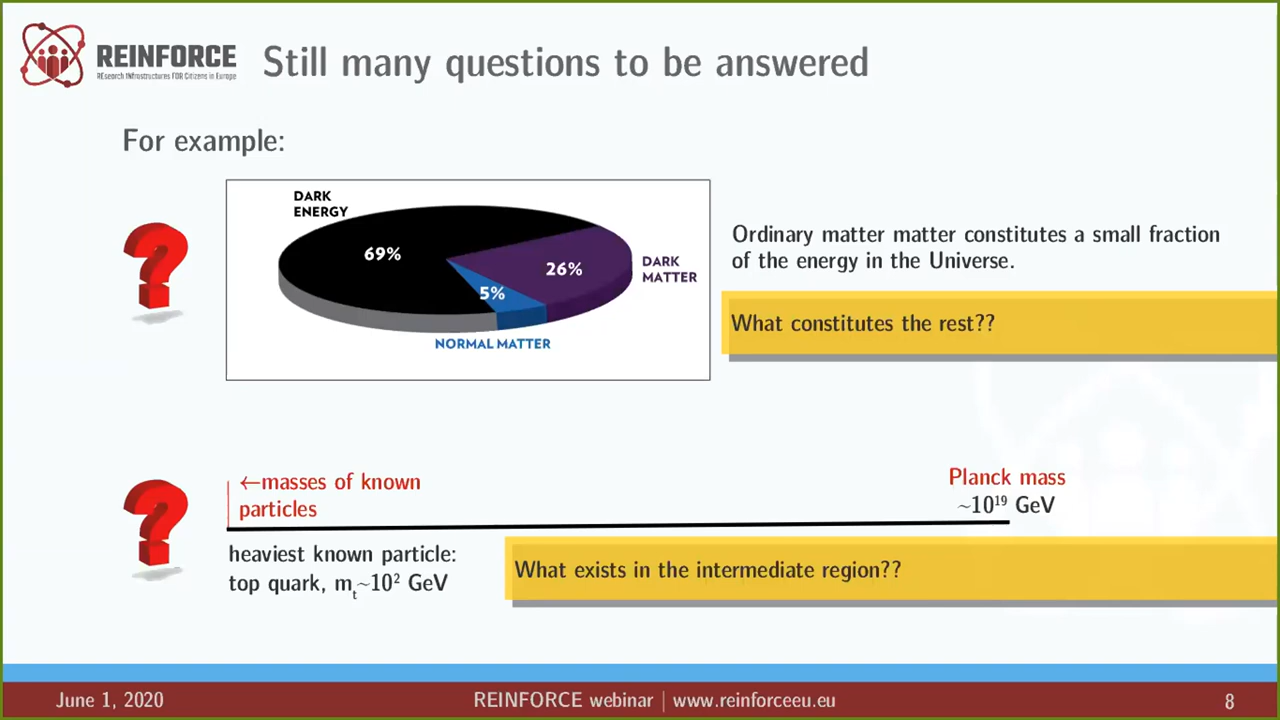 REINFORCE
REsearch INfrastructures FOR Citizens in Europe
Still many questions to be answered
For example:
DARK
ENERGY
69%
26%
5%
DARK
MATTER
NORMAL MATTER
Ordinary matter matter constitutes a small fraction
of the energy in the Universe.
What constitutes the rest??
←masses of known
particles
Planck mass
~10¹⁹ GeV
heaviest known particle:
top quark, mₜ~10² GeV
What exists in the intermediate region??
June 1, 2020
REINFORCE webinar | www.reinforceeu.eu
8